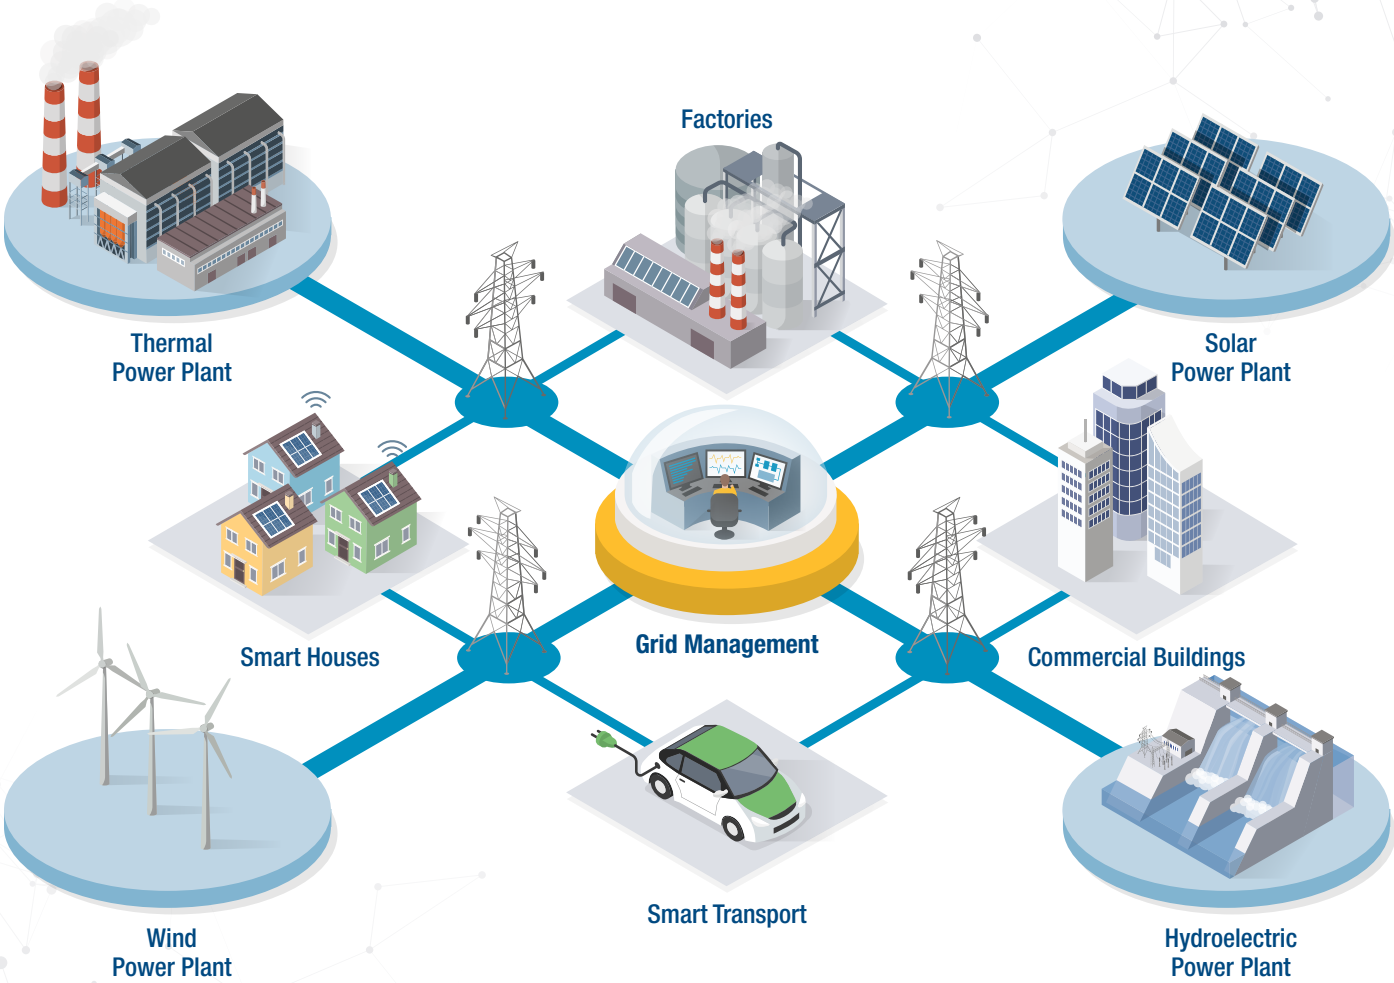 Factories
Thermal
Power Plant
Solar
Power Plant
Smart Houses
Grid Management
Commercial Buildings
Smart Transport
Wind
Power Plant
Hydroelectric
Power Plant